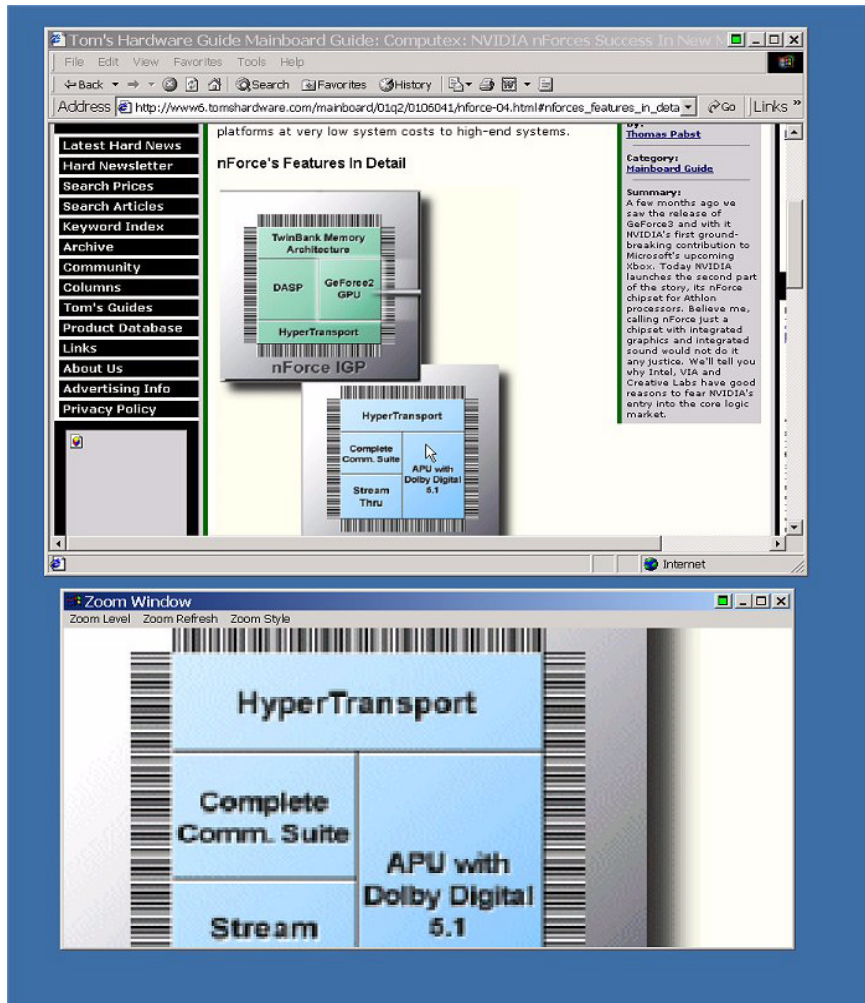 Tom's Hardware Guide Mainboard Guide: Computex: NVIDIA nForces Success In New M
File Edit View Favorites Tools Help
Back Search Favorites History
Address http://www6.tomshardware.com/mainboard/01q2/0106041/nforce-04.html#nforces_features_in_deta Go Links »
Latest Hard News
Hard Newsletter
Search Prices
Search Articles
Keyword Index
Archive
Community
Columns
Tom's Guides
Product Database
Links
About Us
Advertising Info
Privacy Policy
platforms at very low system costs to high-end systems.
nForce's Features In Detail
TwinBank Memory
Architecture
DASP
GeForce2
GPU
HyperTransport
nForce IGP
HyperTransport
Complete
Comm. Suite
APU with
Dolby Digital
5.1
Stream
Thru
By:
Thomas Pabst
Category:
Mainboard Guide
Summary:
A few months ago we
saw the release of
GeForce3 and with it
NVIDIA's first ground-
breaking contribution to
Microsoft's upcoming
Xbox. Today NVIDIA
launches the second part
of the story, its nForce
chipset for Athlon
processors. Believe me,
calling nForce just a
chipset with integrated
graphics and integrated
sound would not do it
any justice. We'll tell you
why Intel, VIA and
Creative Labs have good
reasons to fear NVIDIA's
entry into the core logic
market.
Internet
Zoom Window
Zoom Level Zoom Refresh Zoom Style
HyperTransport
Complete
Comm. Suite
APU with
Dolby Digital
5.1
Stream